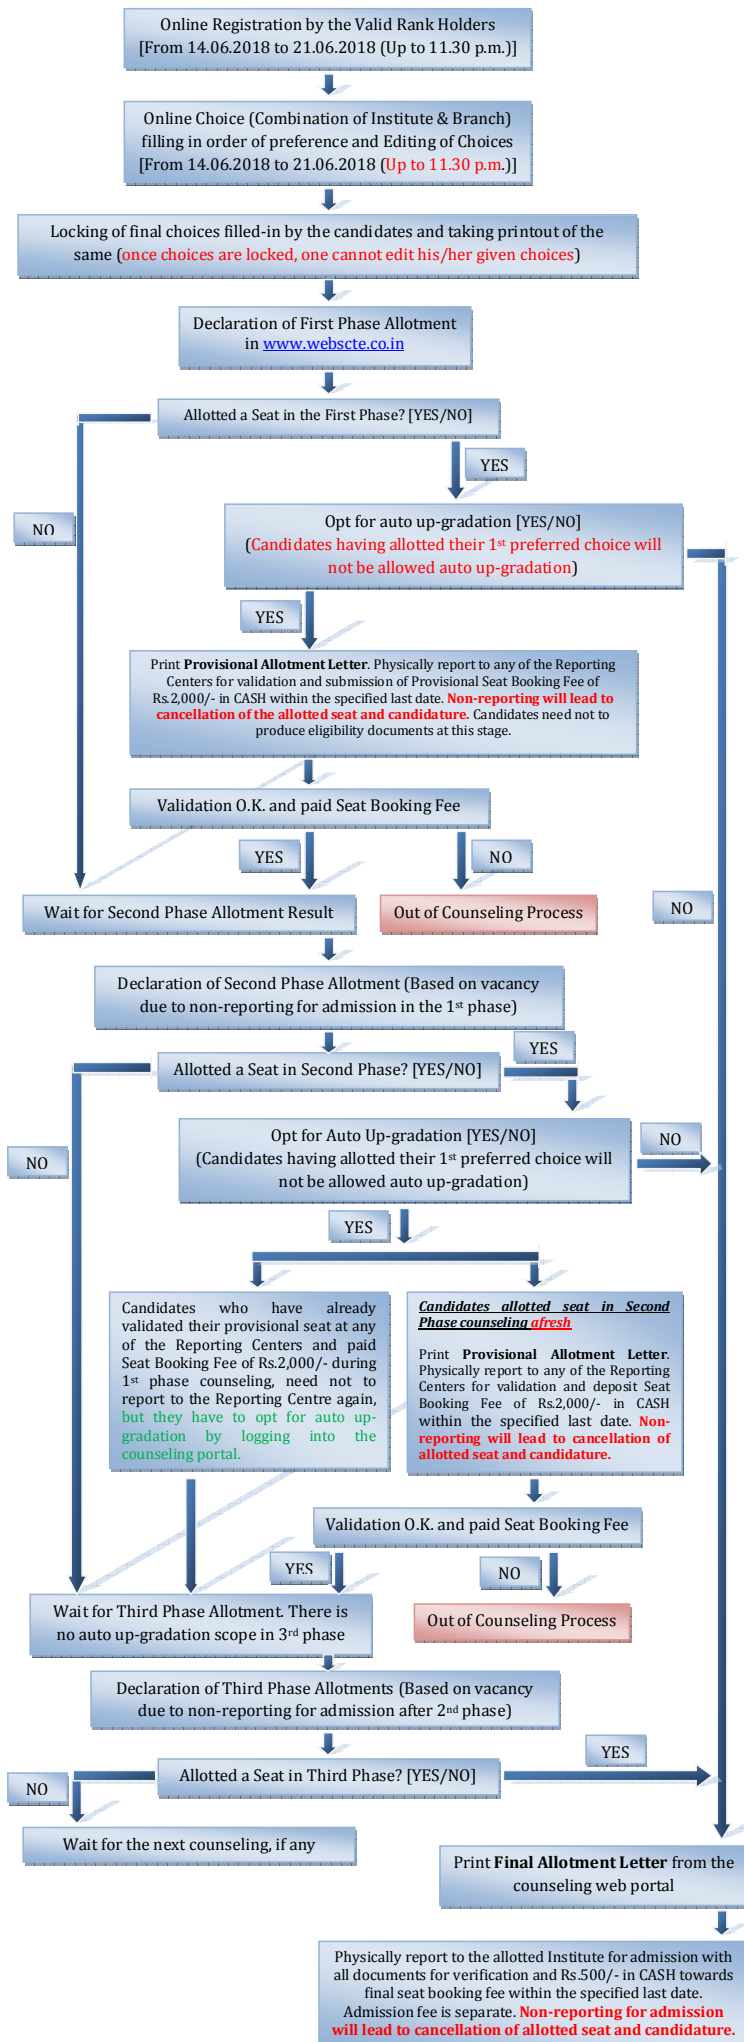 Online Registration by the Valid Rank Holders
[From 14.06.2018 to 21.06.2018 (Up to 11.30 p.m.)]
Online Choice (Combination of Institute & Branch)
filling in order of preference and Editing of Choices
[From 14.06.2018 to 21.06.2018 (Up to 11.30 p.m.)]
Locking of final choices filled-in by the candidates and taking printout of the
same (once choices are locked, one cannot edit his/her given choices)
Declaration of First Phase Allotment
in www.webscte.co.in
Allotted a Seat in the First Phase? [YES/NO]
YES
NO
Opt for auto up-gradation [YES/NO]
(Candidates having allotted their 1st preferred choice will
not be allowed auto up-gradation)
YES
Print Provisional Allotment Letter. Physically report to any of the Reporting
Centers for validation and submission of Provisional Seat Booking Fee of
Rs.2,000/- in CASH within the specified last date. Non-reporting will lead to
cancellation of the allotted seat and candidature. Candidates need not to
produce eligibility documents at this stage.
Validation O.K. and paid Seat Booking Fee
YES
NO
NO
Wait for Second Phase Allotment Result
Out of Counseling Process
Declaration of Second Phase Allotment (Based on vacancy
due to non-reporting for admission in the 1st phase)
YES
Allotted a Seat in Second Phase? [YES/NO]
NO
Opt for Auto Up-gradation [YES/NO]
(Candidates having allotted their 1st preferred choice will
not be allowed auto up-gradation)
NO
YES
Candidates who have already
validated their provisional seat at any
of the Reporting Centers and paid
Seat Booking Fee of Rs.2,000/- during
1st phase counseling, need not to
report to the Reporting Centre again,
but they have to opt for auto up-
gradation by logging into the
counseling portal.
Candidates allotted seat in Second
Phase counseling afresh
Print Provisional Allotment Letter.
Physically report to any of the Reporting
Centers for validation and deposit Seat
Booking Fee of Rs.2,000/- in CASH
within the specified last date. Non-
reporting will lead to cancellation of
allotted seat and candidature.
Validation O.K. and paid Seat Booking Fee
YES
NO
Wait for Third Phase Allotment. There is
no auto up-gradation scope in 3rd phase
Out of Counseling Process
Declaration of Third Phase Allotments (Based on vacancy
due to non-reporting for admission after 2nd phase)
YES
Allotted a Seat in Third Phase? [YES/NO]
NO
Wait for the next counseling, if any
Print Final Allotment Letter from the
counseling web portal
Physically report to the allotted Institute for admission with
all documents for verification and Rs.500/- in CASH towards
final seat booking fee within the specified last date.
Admission fee is separate. Non-reporting for admission
will lead to cancellation of allotted seat and candidature.